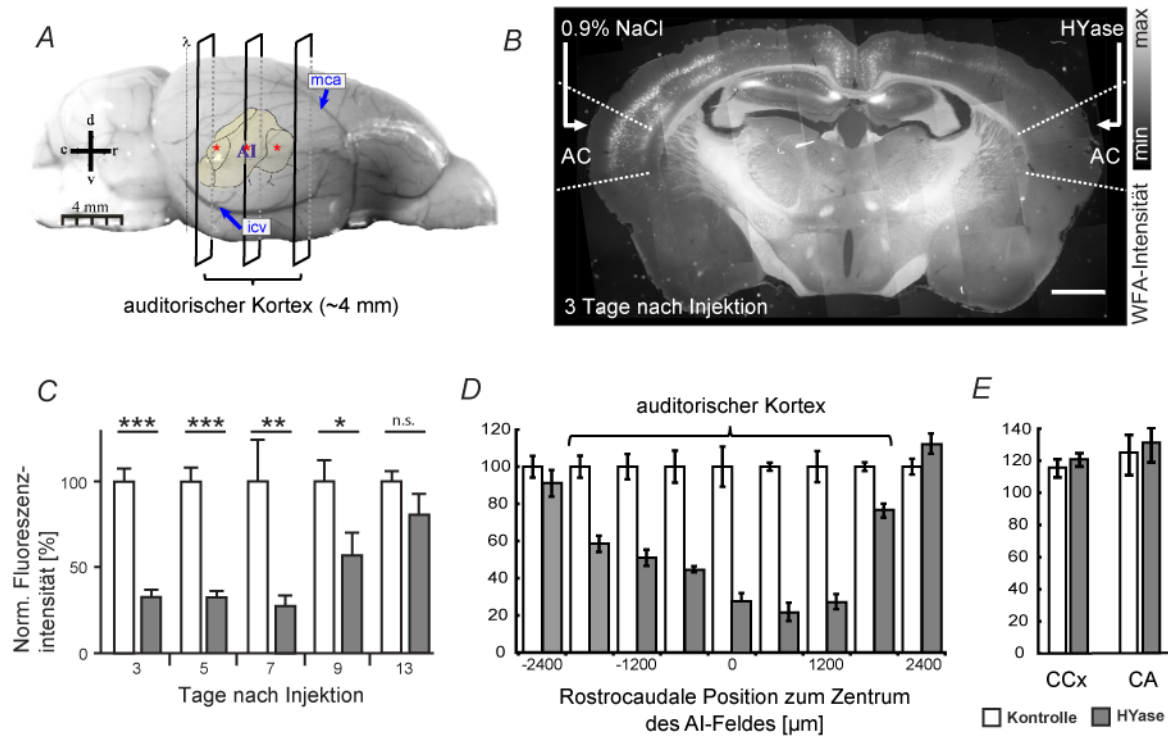 A
λ
mca
d
c r
v
AI
* * *
4 mm
icv
auditorischer Kortex (~4 mm)
B
0.9% NaCl
HYase
AC
AC
3 Tage nach Injektion
max
min
WFA-Intensität
C
*** *** ** * n.s.
Norm. Fluoreszenz-
intensität [%]
100
50
0
3 5 7 9 13
Tage nach Injektion
D
auditorischer Kortex
120
100
80
60
40
20
0
-2400 -1200 0 1200 2400
Rostrocaudale Position zum Zentrum
des AI-Feldes [µm]
E
140
120
100
80
60
40
20
0
CCx CA
Kontrolle HYase